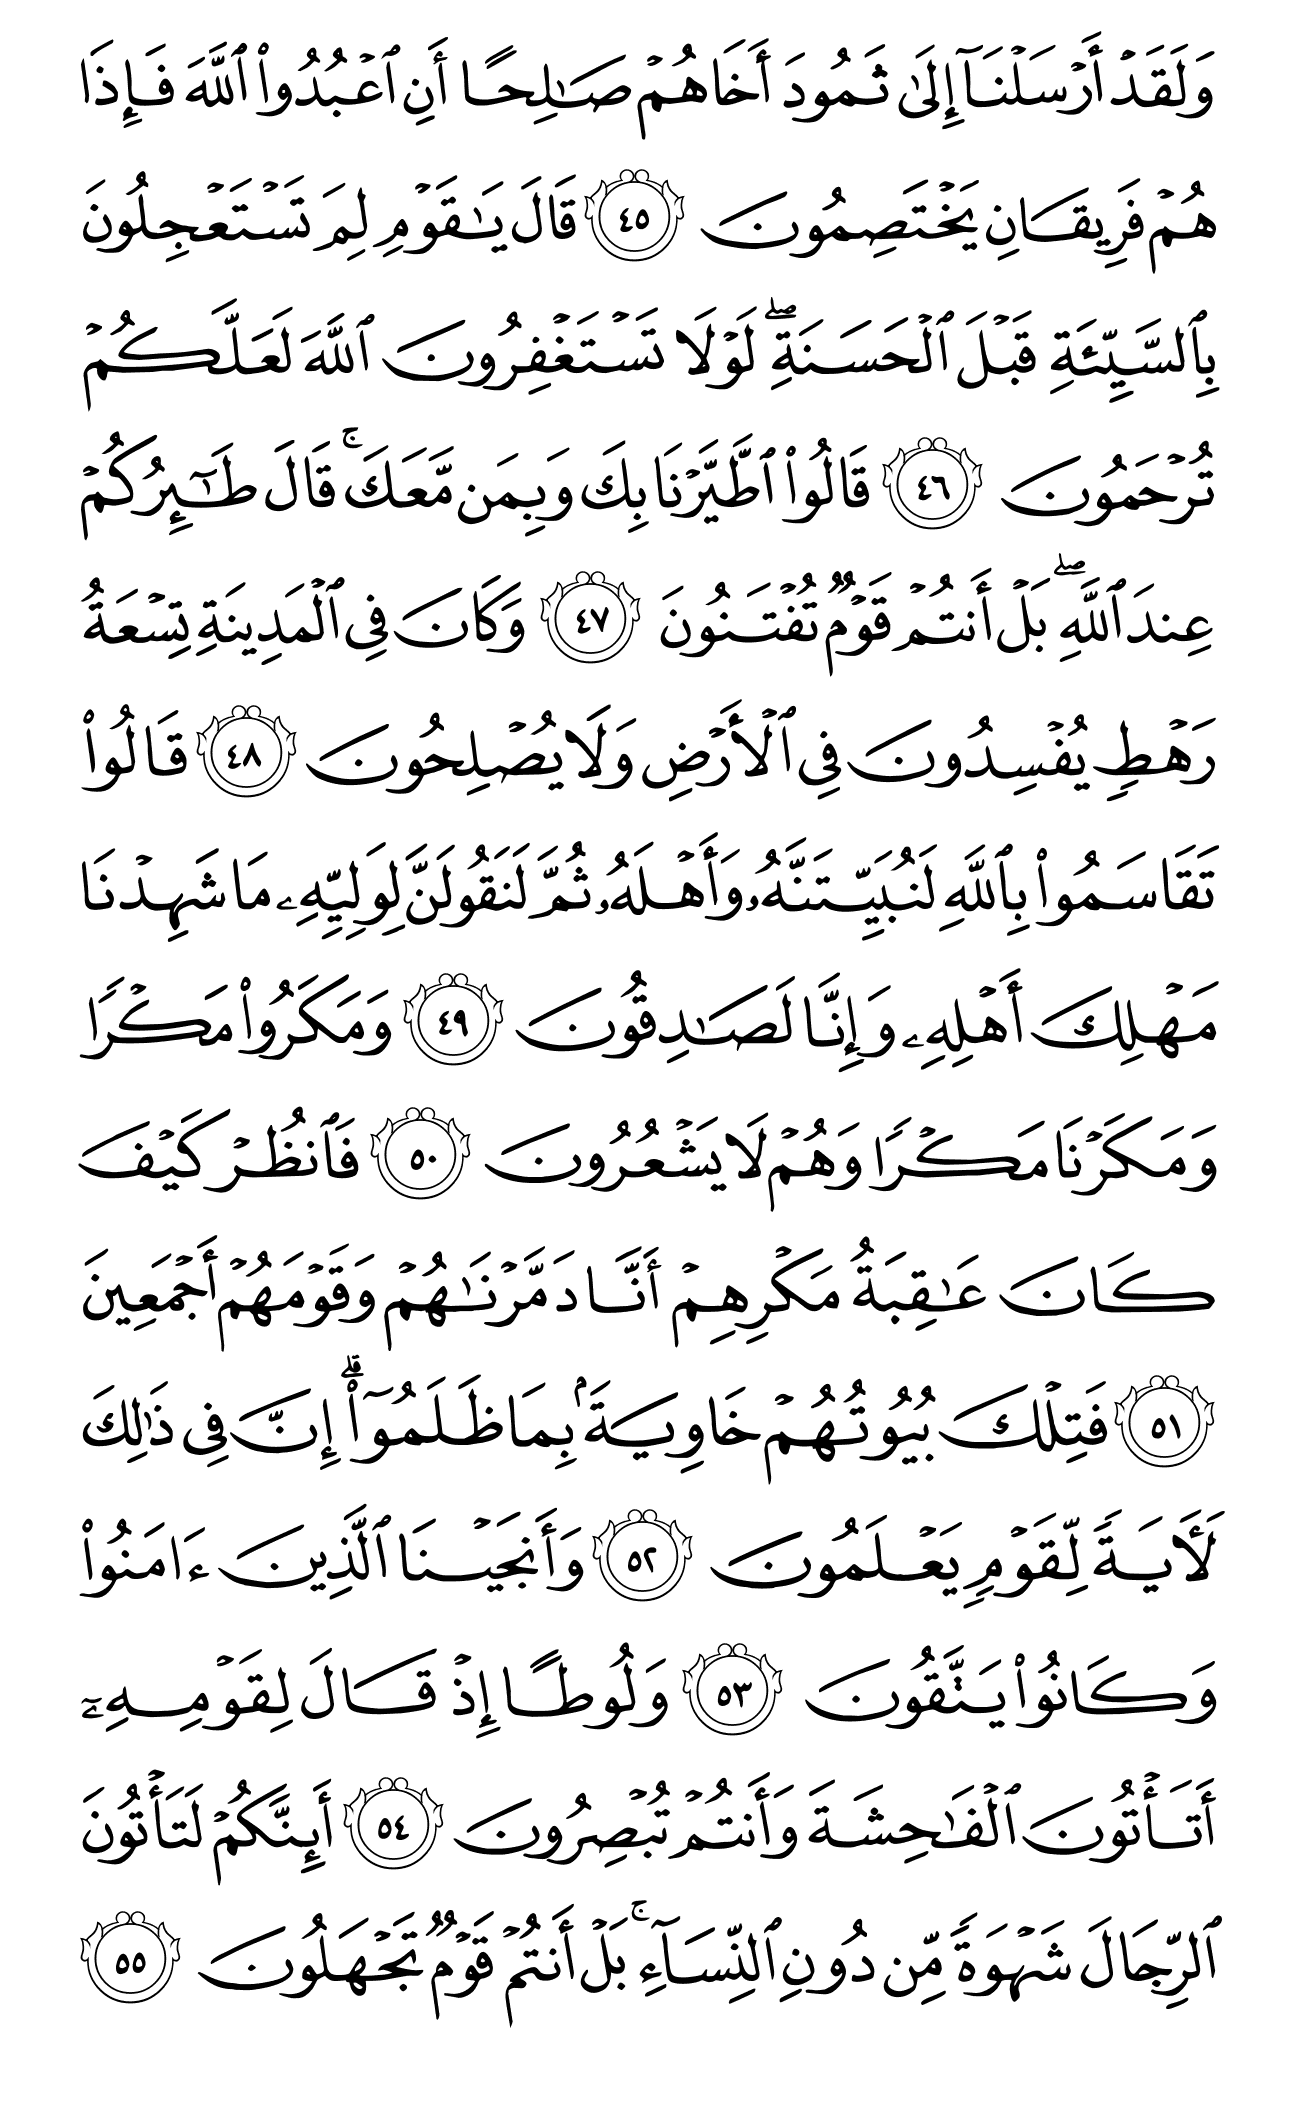 وَلَقَدْ أَرْسَلْنَآ إِلَىٰ ثَمُودَ أَخَاهُمْ صَـٰلِحًا أَنِ ٱعْبُدُوا۟ ٱللَّهَ فَإِذَا
هُمْ فَرِيقَانِ يَخْتَصِمُونَ ٤٥ قَالَ يَـٰقَوْمِ لِمَ تَسْتَعْجِلُونَ
بِٱلسَّيِّئَةِ قَبْلَ ٱلْحَسَنَةِ ۖ لَوْلَا تَسْتَغْفِرُونَ ٱللَّهَ لَعَلَّكُمْ
تُرْحَمُونَ ٤٦ قَالُوا۟ ٱطَّيَّرْنَا بِكَ وَبِمَن مَّعَكَ ۚ قَالَ طَـٰٓئِرُكُمْ
عِندَ ٱللَّهِ ۖ بَلْ أَنتُمْ قَوْمٌ تُفْتَنُونَ ٤٧ وَكَانَ فِى ٱلْمَدِينَةِ تِسْعَةُ
رَهْطٍ يُفْسِدُونَ فِى ٱلْأَرْضِ وَلَا يُصْلِحُونَ ٤٨ قَالُوا۟
تَقَاسَمُوا۟ بِٱللَّهِ لَنُبَيِّتَنَّهُۥ وَأَهْلَهُۥ ثُمَّ لَنَقُولَنَّ لِوَلِيِّهِۦ مَا شَهِدْنَا
مَهْلِكَ أَهْلِهِۦ وَإِنَّا لَصَـٰدِقُونَ ٤٩ وَمَكَرُوا۟ مَكْرًا
وَمَكَرْنَا مَكْرًا وَهُمْ لَا يَشْعُرُونَ ٥٠ فَٱنظُرْ كَيْفَ
كَانَ عَـٰقِبَةُ مَكْرِهِمْ أَنَّا دَمَّرْنَـٰهُمْ وَقَوْمَهُمْ أَجْمَعِينَ
٥١ فَتِلْكَ بُيُوتُهُمْ خَاوِيَةًۢ بِمَا ظَلَمُوٓا۟ ۗ إِنَّ فِى ذَٰلِكَ
لَـَٔايَةً لِّقَوْمٍ يَعْلَمُونَ ٥٢ وَأَنجَيْنَا ٱلَّذِينَ ءَامَنُوا۟
وَكَانُوا۟ يَتَّقُونَ ٥٣ وَلُوطًا إِذْ قَالَ لِقَوْمِهِۦٓ
أَتَأْتُونَ ٱلْفَـٰحِشَةَ وَأَنتُمْ تُبْصِرُونَ ٥٤ أَئِنَّكُمْ لَتَأْتُونَ
ٱلرِّجَالَ شَهْوَةً مِّن دُونِ ٱلنِّسَآءِ ۚ بَلْ أَنتُمْ قَوْمٌ تَجْهَلُونَ ٥٥